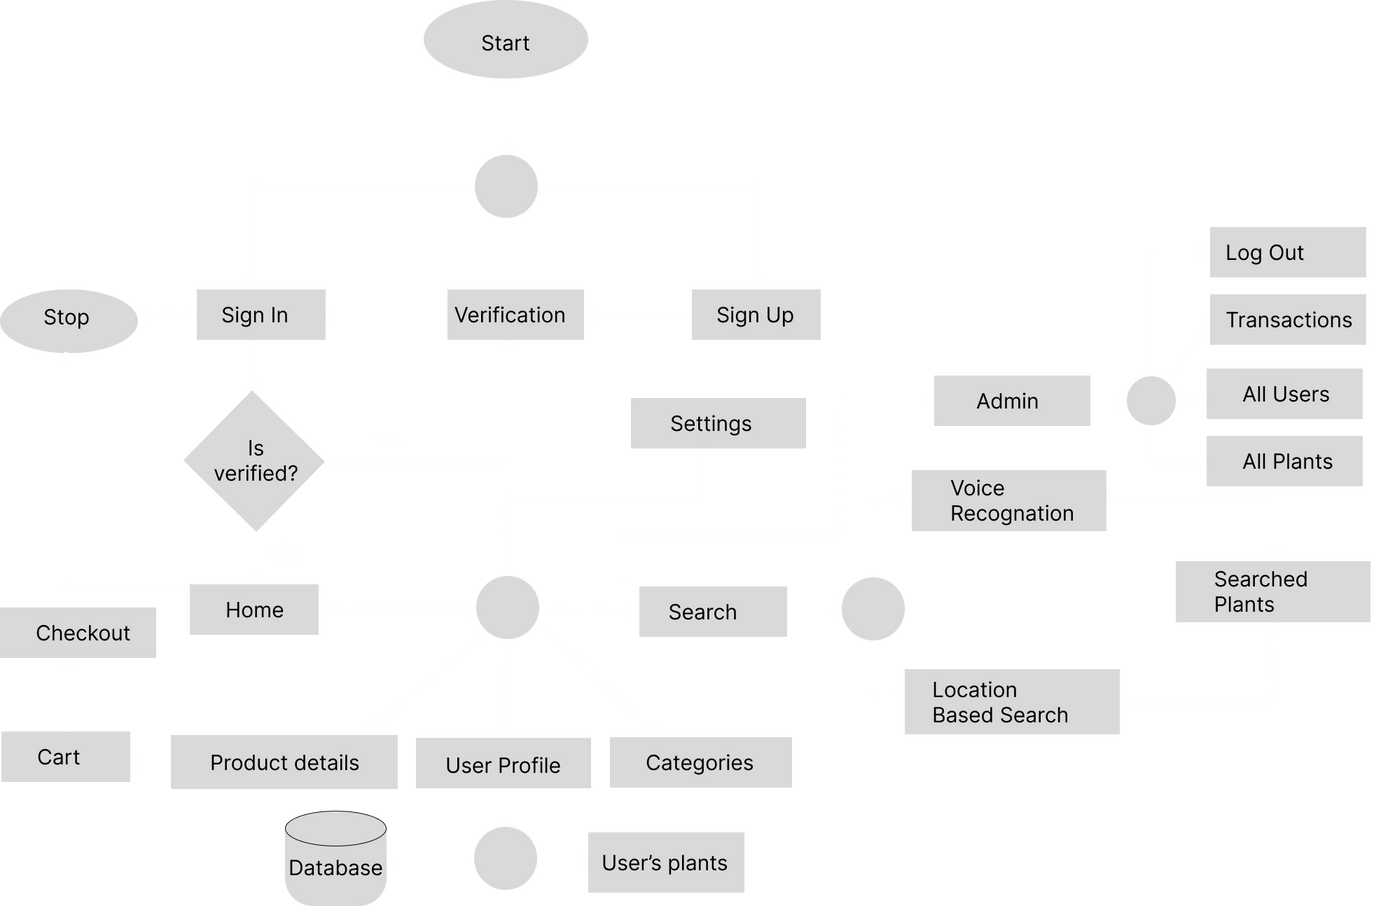 Start
Log Out
Stop
Sign In
Verification
Sign Up
Transactions
All Users
Admin
Settings
Is
verified?
All Plants
Voice
Recognation
Searched
Plants
Home
Search
Checkout
Location
Based Search
Cart
Product details
User Profile
Categories
Database
User’s plants